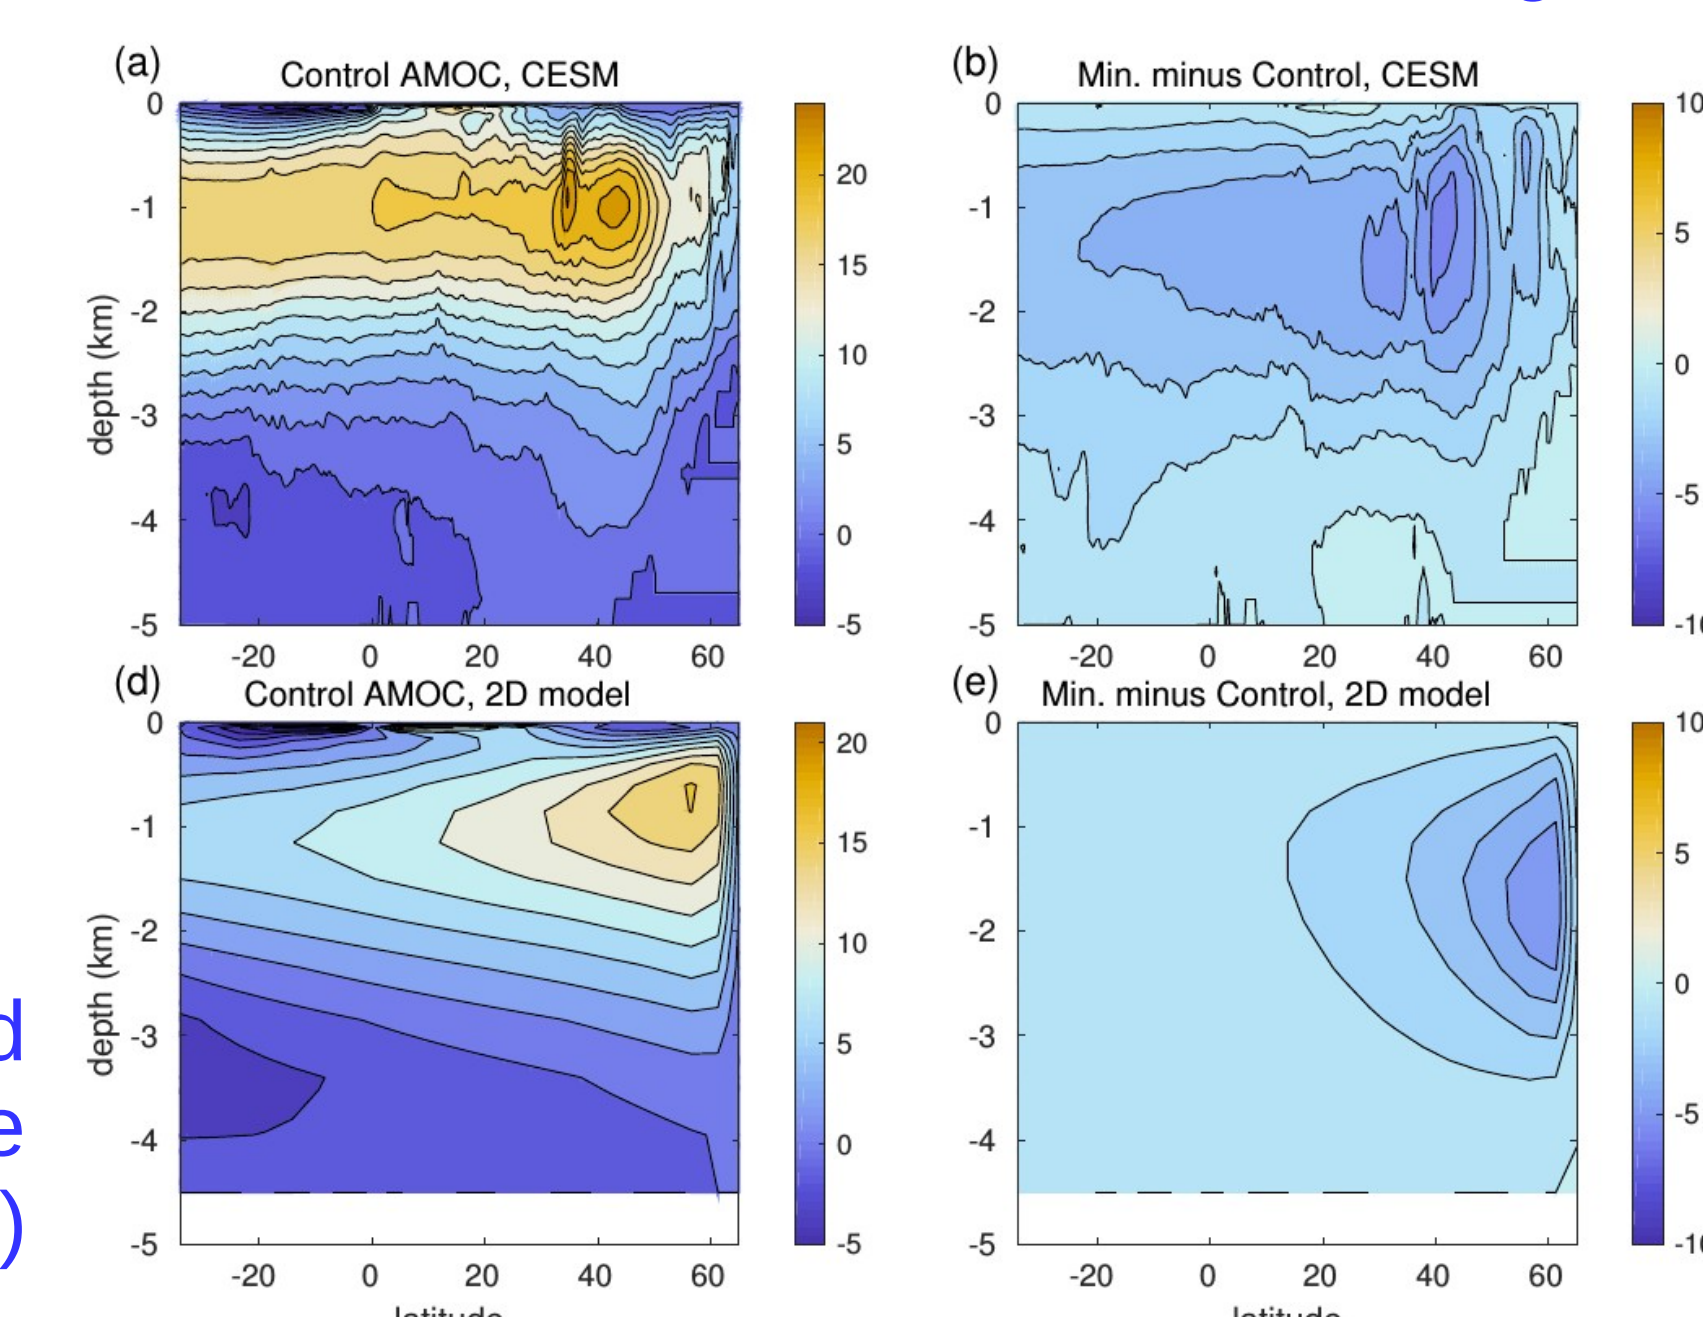 (a) Control AMOC, CESM
(b) Min. minus Control, CESM
0 -1 -2 -3 -4 -5
depth (km)
-20 0 20 40 60
20 15 10 5 0 -5
0 -1 -2 -3 -4 -5
-20 0 20 40 60
5 0 -5
(d) Control AMOC, 2D model
(e) Min. minus Control, 2D model
0 -1 -2 -3 -4 -5
depth (km)
-20 0 20 40 60
latitude
20 15 10 5 0 -5
0 -1 -2 -3 -4 -5
-20 0 20 40 60
latitude
5 0 -5
d
e
)